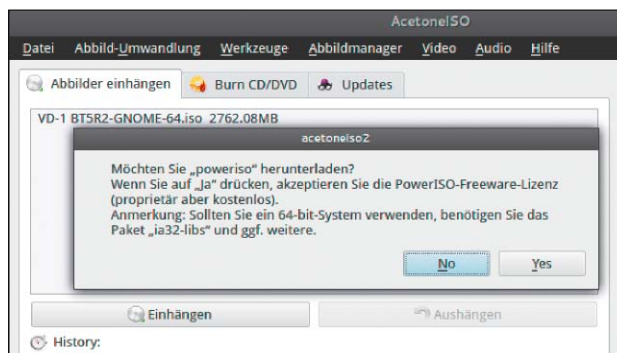 AcetoneISO
Datei Abbild-Umwandlung Werkzeuge Abbildmanager Video Audio Hilfe
Abbilder einhängen Burn CD/DVD Updates
VD-1 BT5R2-GNOME-64.iso 2762.08MB
acetoneiso2
Möchten Sie „poweriso“ herunterladen?
Wenn Sie auf „Ja“ drücken, akzeptieren Sie die PowerISO-Freeware-Lizenz
(proprietär aber kostenlos).
Anmerkung: Sollten Sie ein 64-bit-System verwenden, benötigen Sie das
Paket „ia32-libs“ und ggf. weitere.
No Yes
Einhängen Aushängen
History: